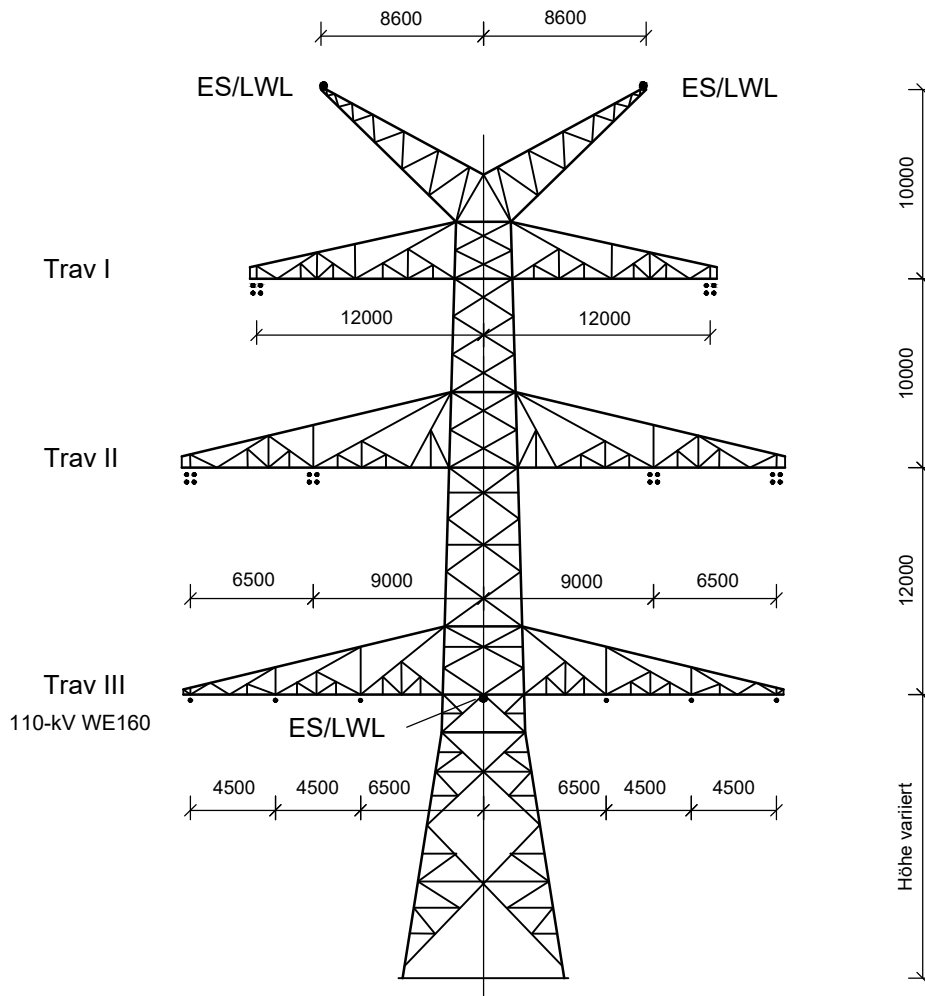 8600 8600
ES/LWL ES/LWL
10000
Trav I
12000 12000
10000
Trav II
6500 9000 9000 6500
12000
Trav III
110-kV WE160
ES/LWL
4500 4500 6500 6500 4500 4500
Höhe variiert